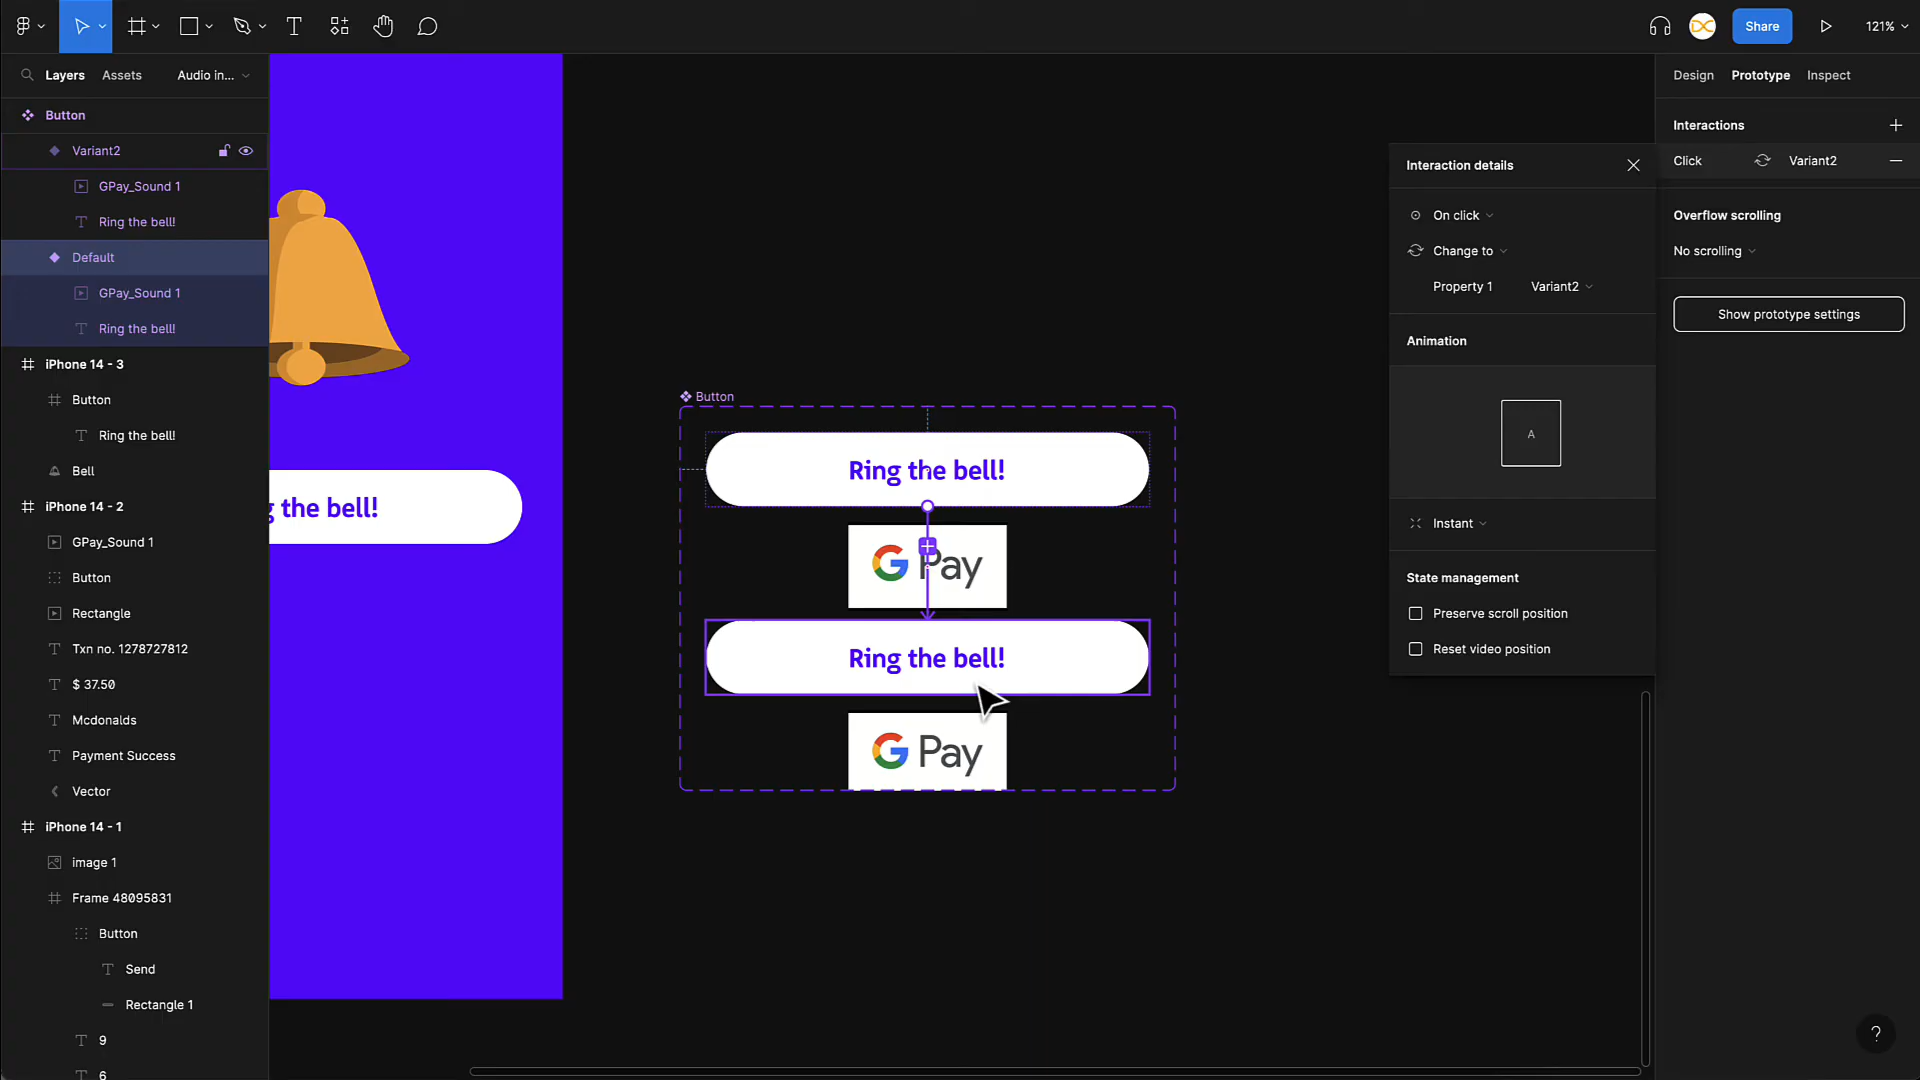 Share
121%
Layers
Assets
Audio in...
Button
Variant2
GPay_Sound 1
Ring the bell!
Default
GPay_Sound 1
Ring the bell!
iPhone 14 - 3
Button
Ring the bell!
Bell
iPhone 14 - 2
GPay_Sound 1
Button
Rectangle
Txn no. 1278727812
$ 37.50
Mcdonalds
Payment Success
Vector
iPhone 14 - 1
image 1
Frame 48095831
Button
Send
Rectangle 1
9
6
g the bell!
Button
Ring the bell!
G Pay
Ring the bell!
G Pay
Interaction details
On click
Change to
Property 1 Variant2
Animation
A
Instant
State management
Preserve scroll position
Reset video position
Design
Prototype
Inspect
Interactions
Click Variant2
Overflow scrolling
No scrolling
Show prototype settings
?